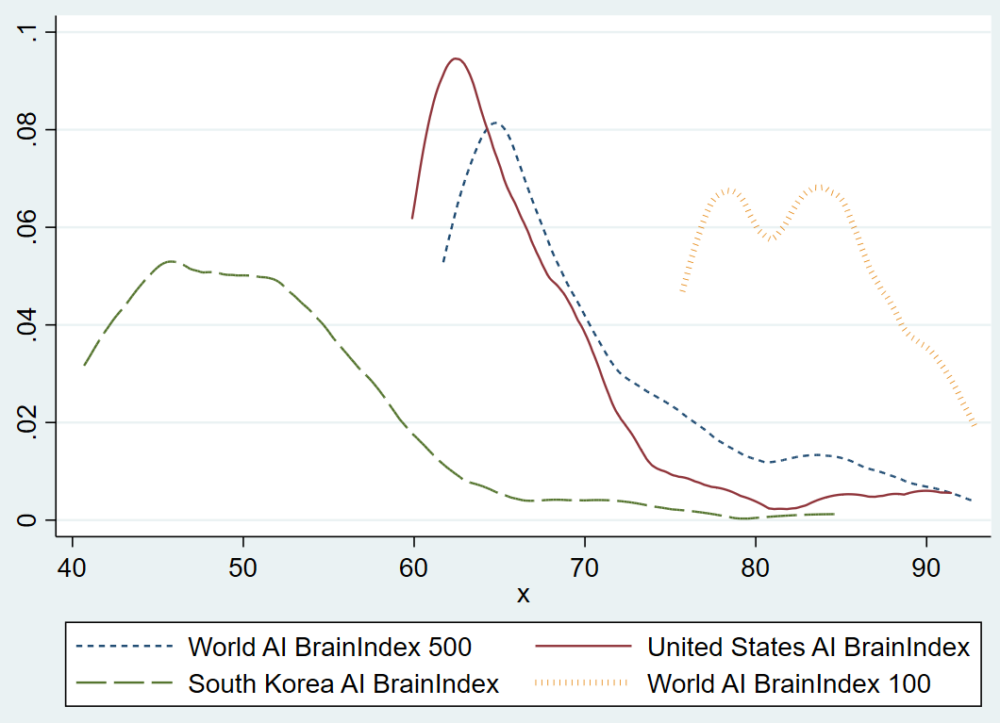 .1
.08
.06
.04
.02
0
40 50 60 70 80 90
x
World AI BrainIndex 500 United States AI BrainIndex
South Korea AI BrainIndex World AI BrainIndex 100